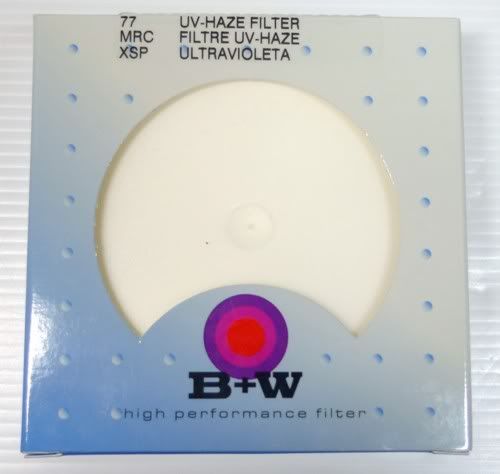 77 UV-HAZE FILTER
MRC FILTRE UV-HAZE
XSP ULTRAVIOLETA
B+W
high performance filter